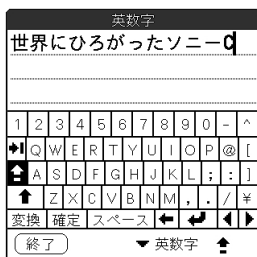 英数字
世界にひろがったソニーC
1 2 3 4 5 6 7 8 9 0 - ^
Q W E R T Y U I O P @ [
A S D F G H J K L ; : ]
Z X C V B N M , . / ¥
変換 確定 スペース
終了 英数字